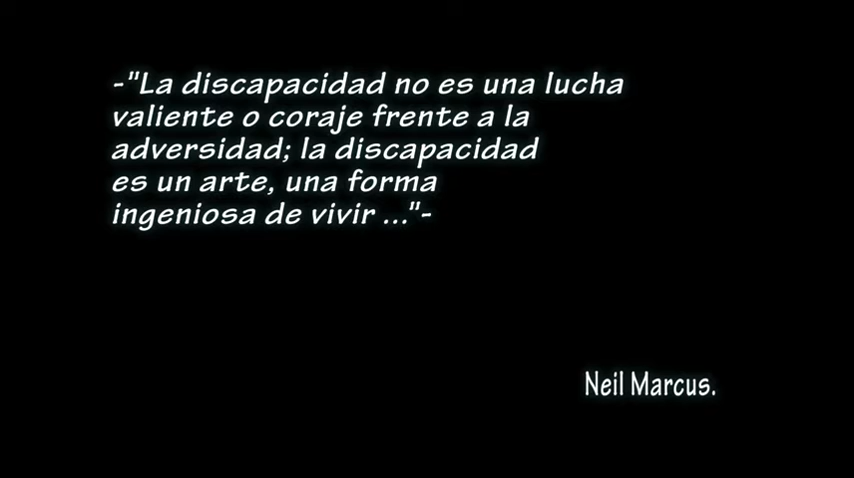 -"La discapacidad no es una lucha
valiente o coraje frente a la
adversidad; la discapacidad
es un arte, una forma
ingeniosa de vivir ..."-
Neil Marcus.